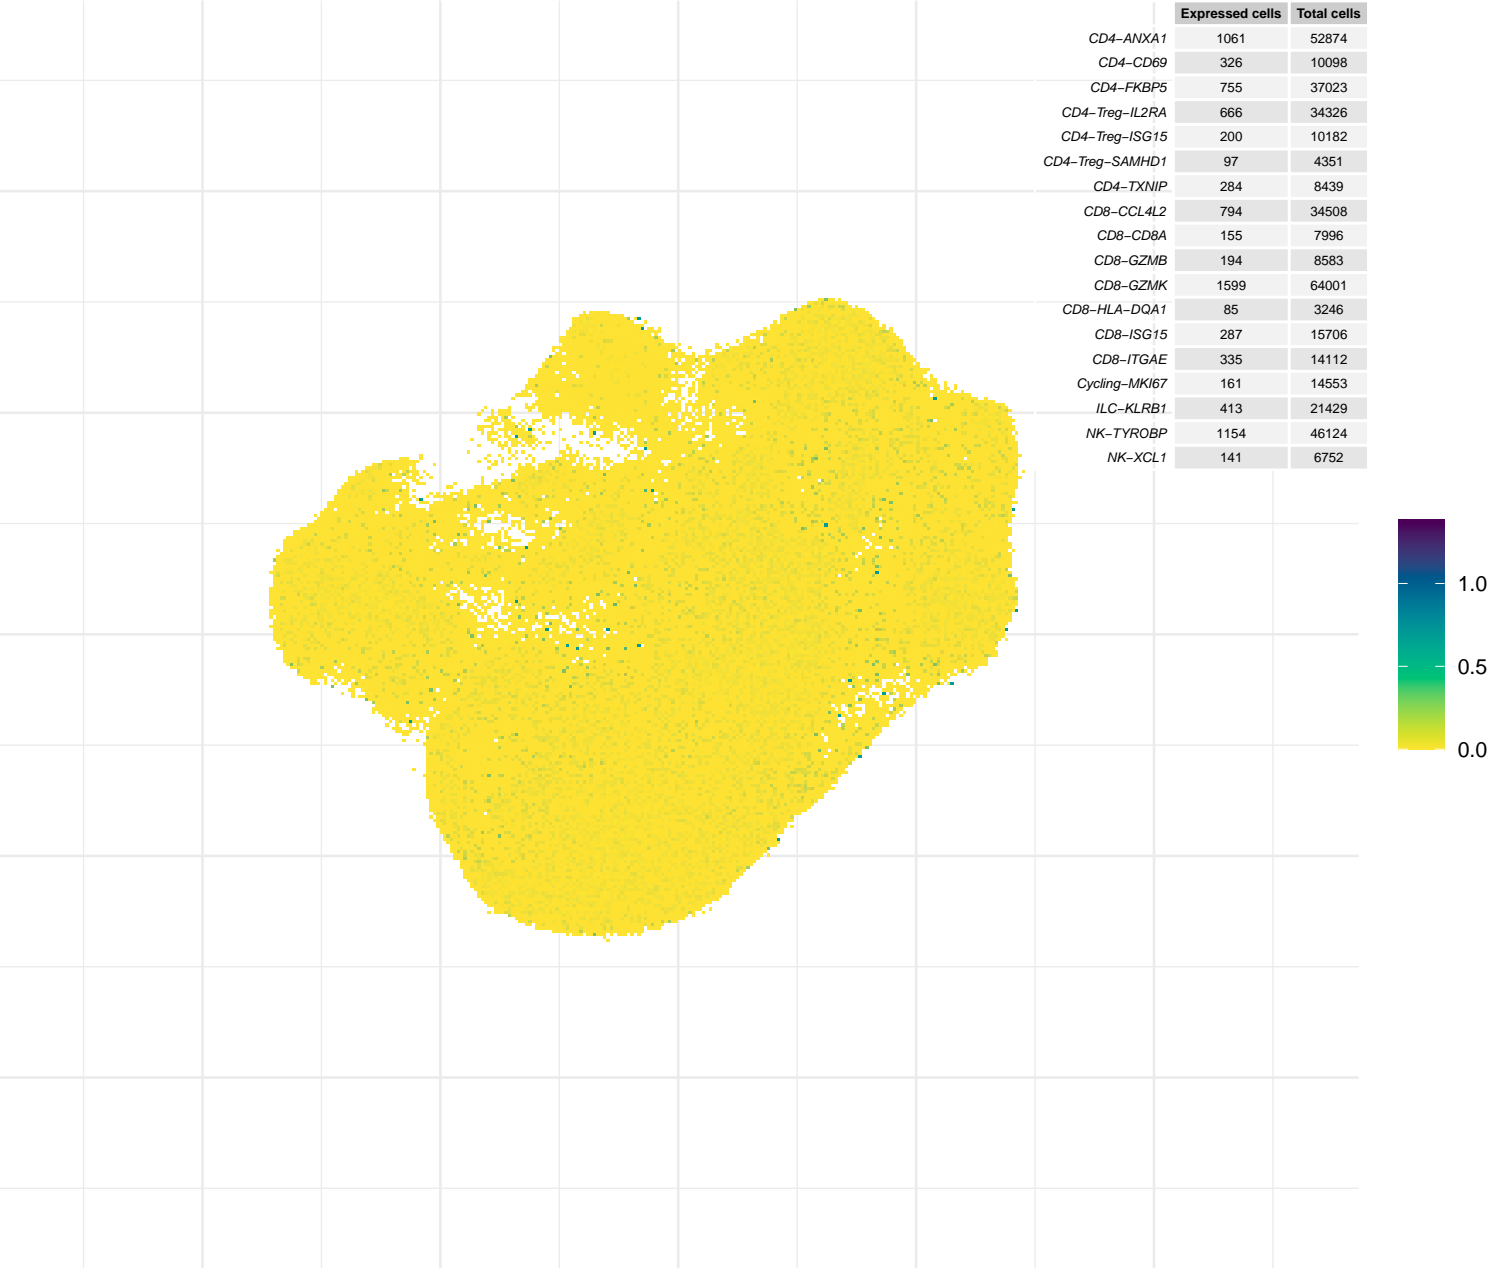 Expressed cells Total cells
CD4−ANXA1 1061 52874
CD4−CD69 326 10098
CD4−FKBP5 755 37023
CD4−Treg−IL2RA 666 34326
CD4−Treg−ISG15 200 10182
CD4−Treg−SAMHD1 97 4351
CD4−TXNIP 284 8439
CD8−CCL4L2 794 34508
CD8−CD8A 155 7996
CD8−GZMB 194 8583
CD8−GZMK 1599 64001
CD8−HLA−DQA1 85 3246
CD8−ISG15 287 15706
CD8−ITGAE 335 14112
Cycling−MKI67 161 14553
ILC−KLRB1 413 21429
NK−TYROBP 1154 46124
NK−XCL1 141 6752
1.0
0.5
0.0